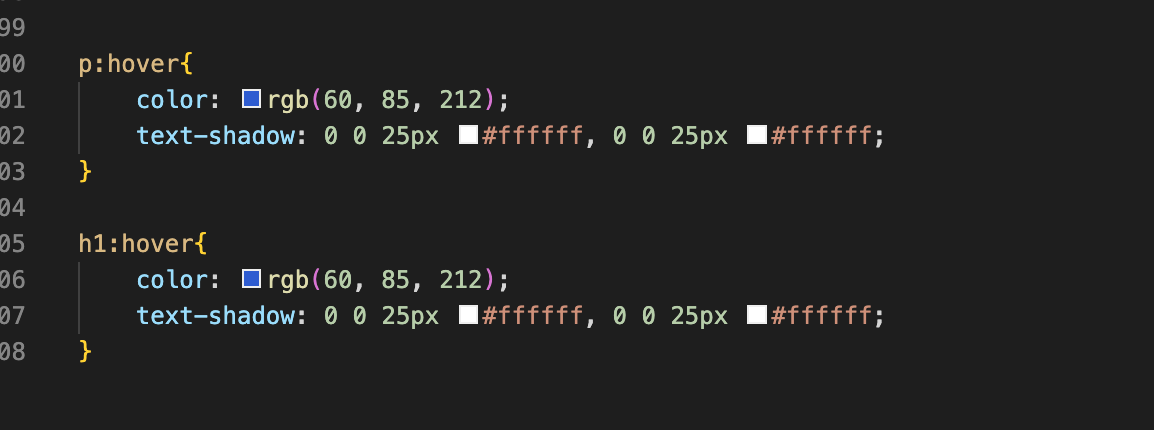 99
00 p:hover{
01 color: rgb(60, 85, 212);
02 text-shadow: 0 0 25px #ffffff, 0 0 25px #ffffff;
03 }
04
05 h1:hover{
06 color: rgb(60, 85, 212);
07 text-shadow: 0 0 25px #ffffff, 0 0 25px #ffffff;
08 }